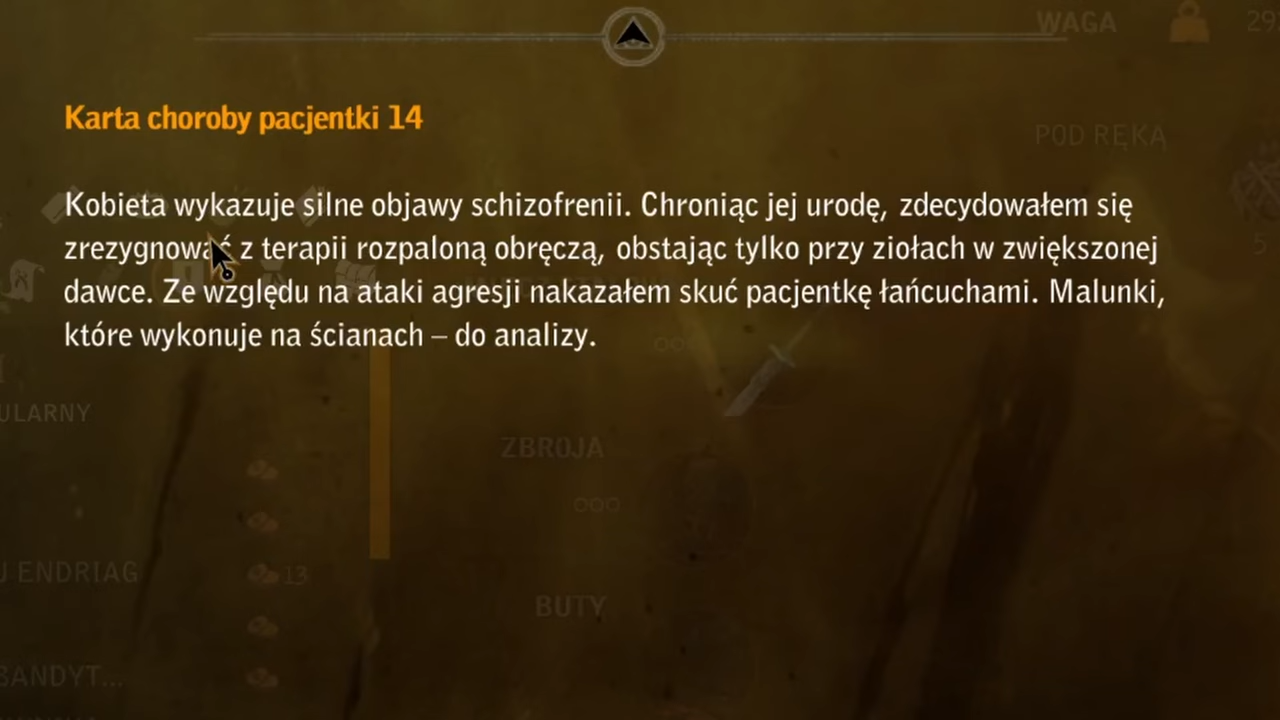 WAGA
Karta choroby pacjentki 14
POD RĘKĄ
Kobieta wykazuje silne objawy schizofrenii. Chroniąc jej urodę, zdecydowałem się
zrezygnować z terapii rozpaloną obręczą, obstając tylko przy ziołach w zwiększonej
dawce. Ze względu na ataki agresji nakazałem skuć pacjentkę łańcuchami. Malunki,
które wykonuje na ścianach – do analizy.
ULARNY
ZBROJA
ENDRIAG
13
BUTY
BANDYT...